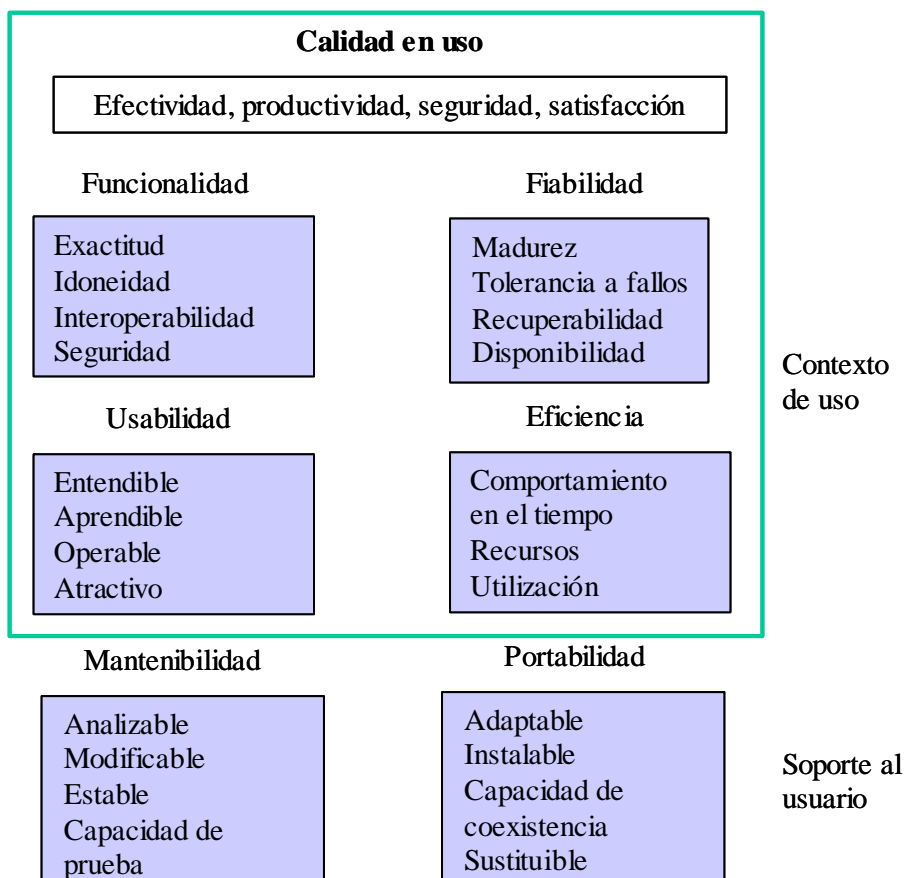 Calidad en uso
Efectividad, productividad, seguridad, satisfacción
Funcionalidad
Exactitud
Idoneidad
Interoperabilidad
Seguridad
Fiabilidad
Madurez
Tolerancia a fallos
Recuperabilidad
Disponibilidad
Contexto
de uso
Usabilidad
Entendible
Aprendible
Operable
Atractivo
Eficiencia
Comportamiento
en el tiempo
Recursos
Utilización
Mantenibilidad
Analizable
Modificable
Estable
Capacidad de
prueba
Portabilidad
Adaptable
Instalable
Capacidad de
coexistencia
Sustituible
Soporte al
usuario